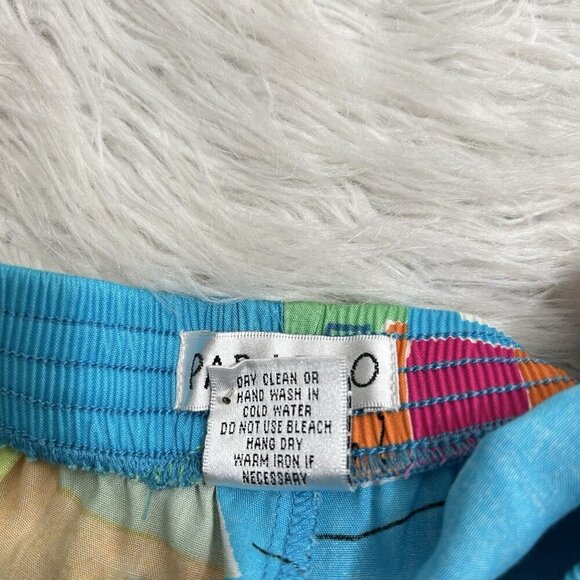 DRY CLEAN OR
HAND WASH IN
COLD WATER
DO NOT USE BLEACH
HANG DRY
WARM IRON IF
NECESSARY